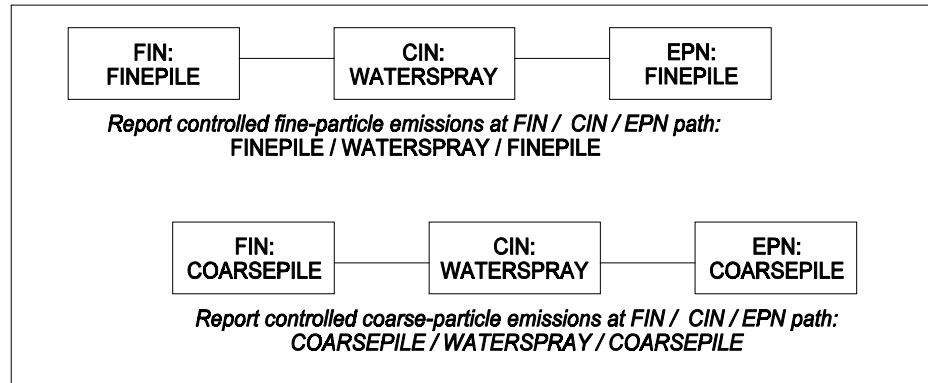 FIN:
FINEPILE
CIN:
WATERSPRAY
EPN:
FINEPILE
Report controlled fine-particle emissions at FIN / CIN / EPN path:
FINEPILE / WATERSPRAY / FINEPILE
FIN:
COARSEPILE
CIN:
WATERSPRAY
EPN:
COARSEPILE
Report controlled coarse-particle emissions at FIN / CIN / EPN path:
COARSEPILE / WATERSPRAY / COARSEPILE